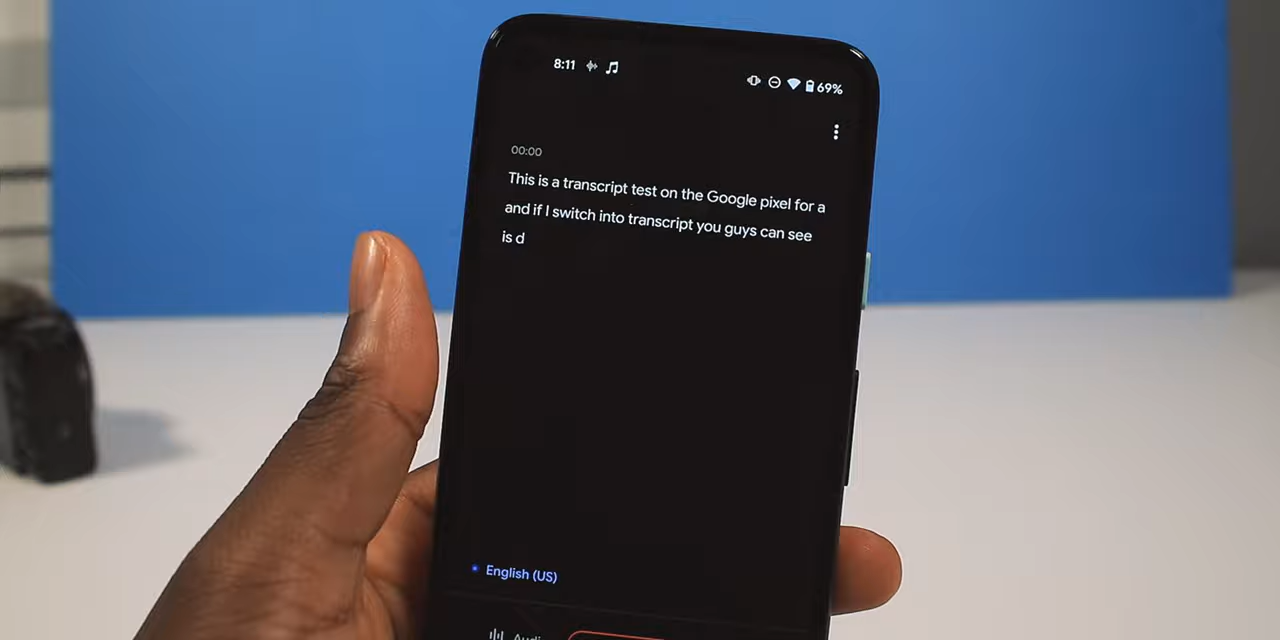 8:11
69%
00:00
This is a transcript test on the Google pixel for a
and if I switch into transcript you guys can see
is d
English (US)